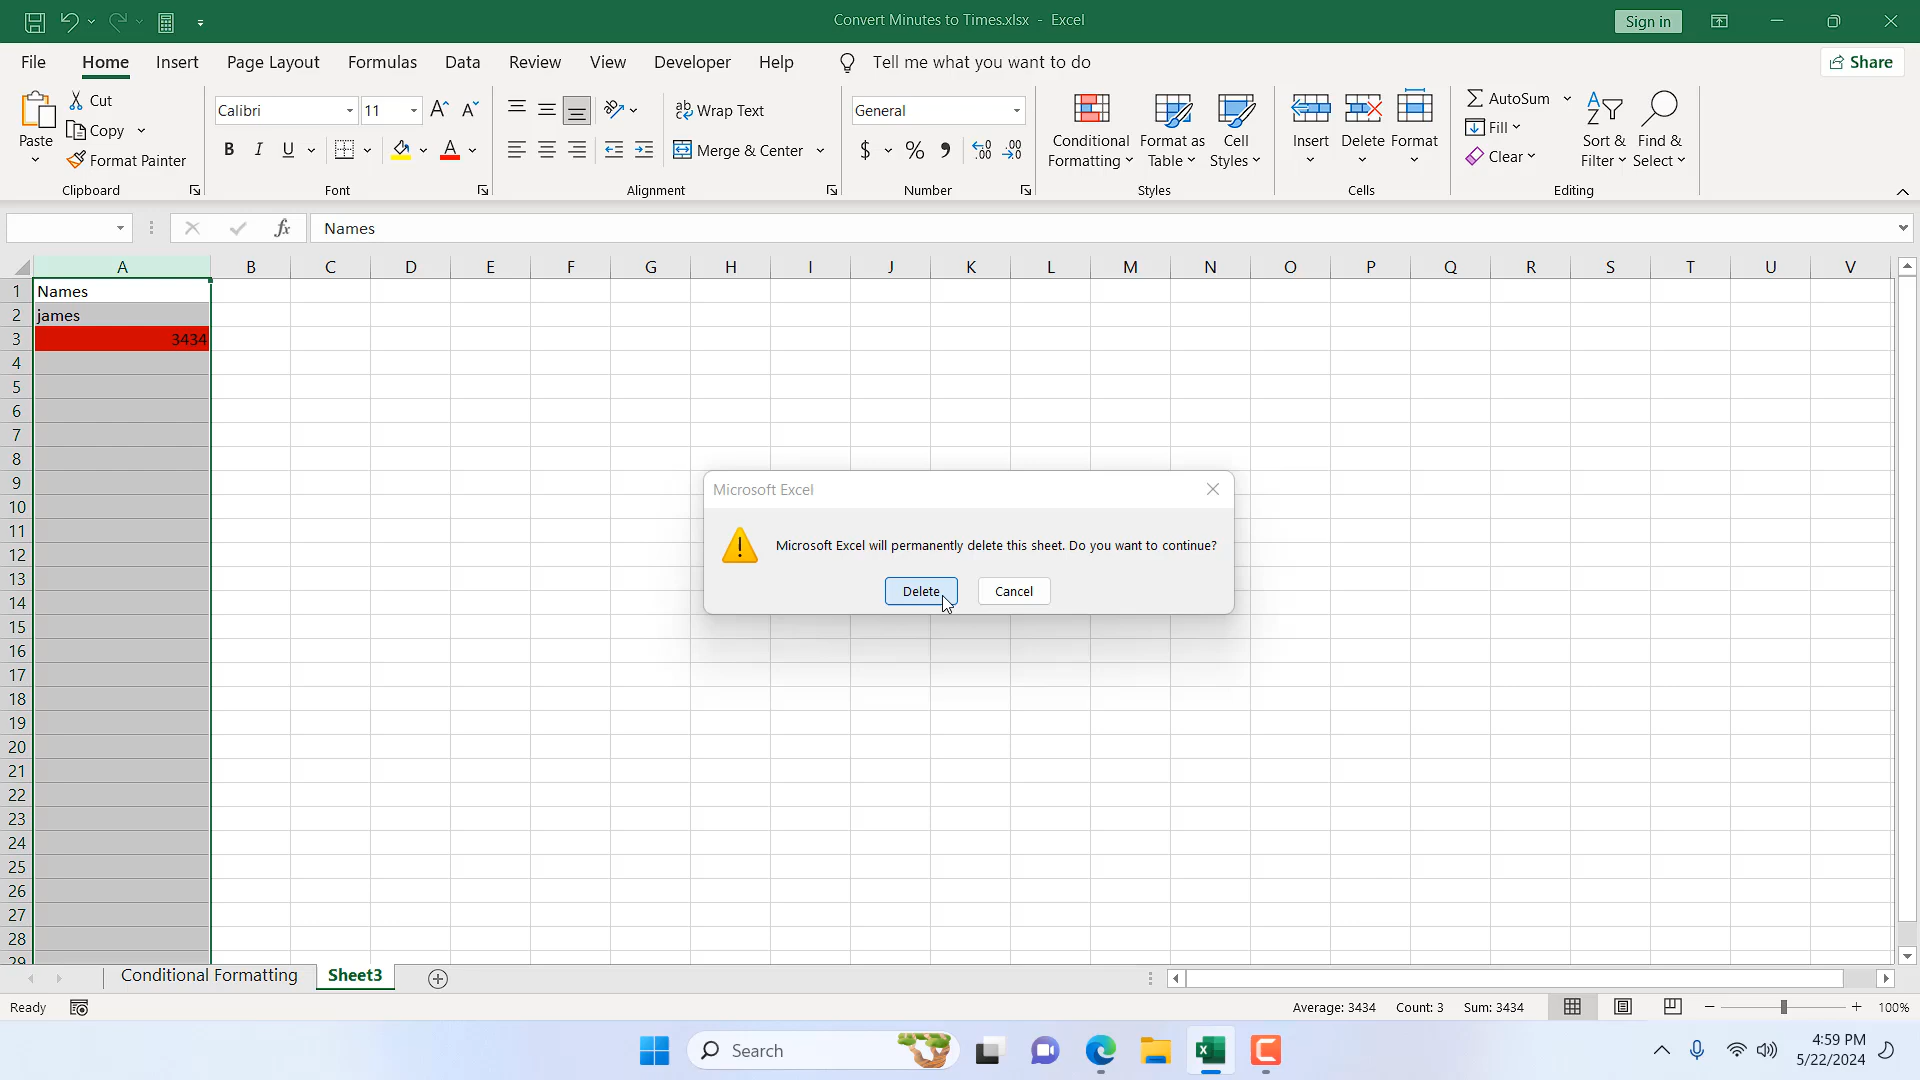 Convert Minutes to Times.xlsx - Excel
Sign in
File Home Insert Page Layout Formulas Data Review View Developer Help Tell me what you want to do Share
Paste Cut Copy Format Painter Clipboard
Calibri 11 B I U A Font
Wrap Text Merge & Center Alignment
General $ % Number
Conditional Formatting Format as Table Cell Styles Styles
Insert Delete Format Cells
AutoSum Fill Clear Sort & Filter Find & Select Editing
fx Names
A B C D E F G H I J K L M N O P Q R S T U V
1 Names
2 james
3 3434
4
5
6
7
8
9
10
11
12
13
14
15
16
17
18
19
20
21
22
23
24
25
26
27
28
29
Microsoft Excel
Microsoft Excel will permanently delete this sheet. Do you want to continue?
Delete Cancel
Conditional Formatting Sheet3
Ready Average: 3434 Count: 3 Sum: 3434 100%
Search
4:59 PM
5/22/2024